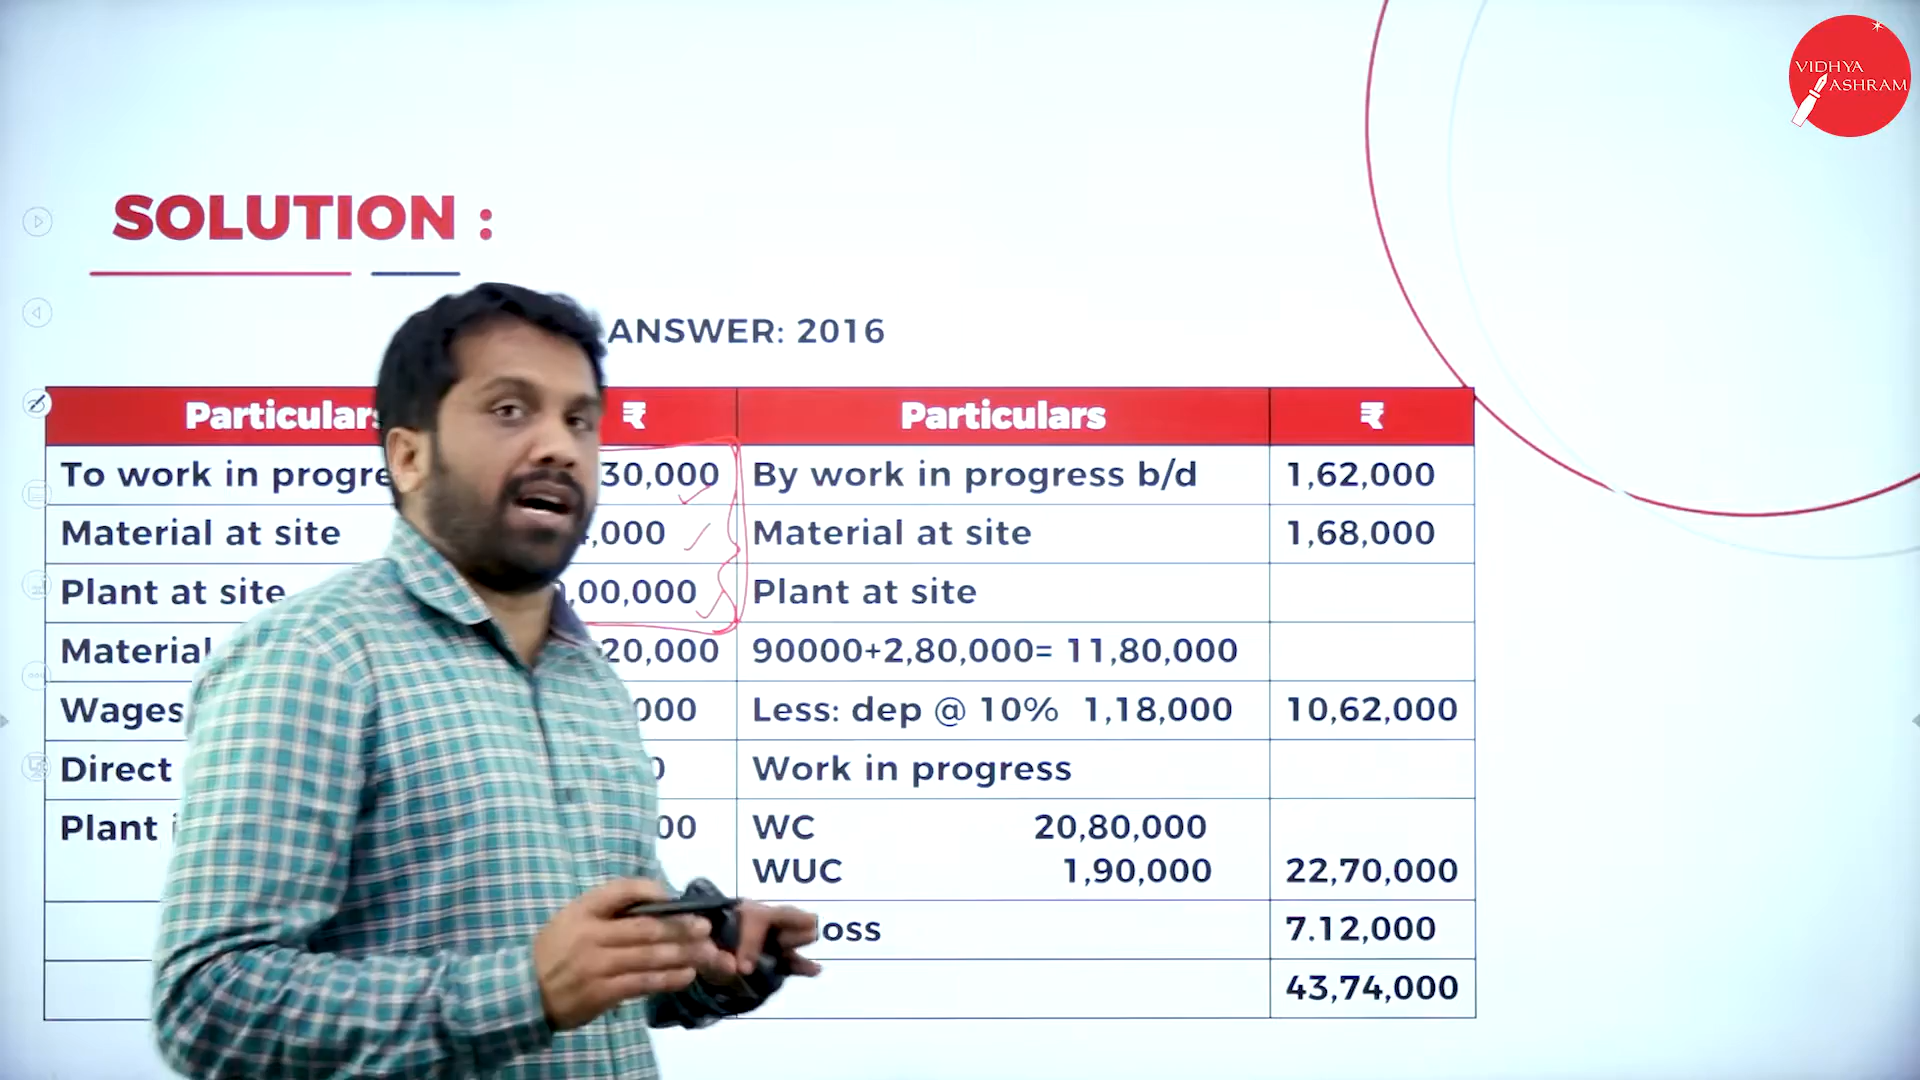 VIDHYA
ASHRAM
SOLUTION :
ANSWER: 2016
Particulars ₹ Particulars ₹
To work in 30,000 By work in progress b/d 1,62,000
Material at site ,000 Material at site 1,68,000
Plant at site ,00,000 Plant at site
Material 20,000 90000+2,80,000= 11,80,000
Wages 000 Less: dep @ 10% 1,18,000 10,62,000
Direct Work in progress
Plant 00 WC 20,80,000
WUC 1,90,000 22,70,000
7.12,000
43,74,000